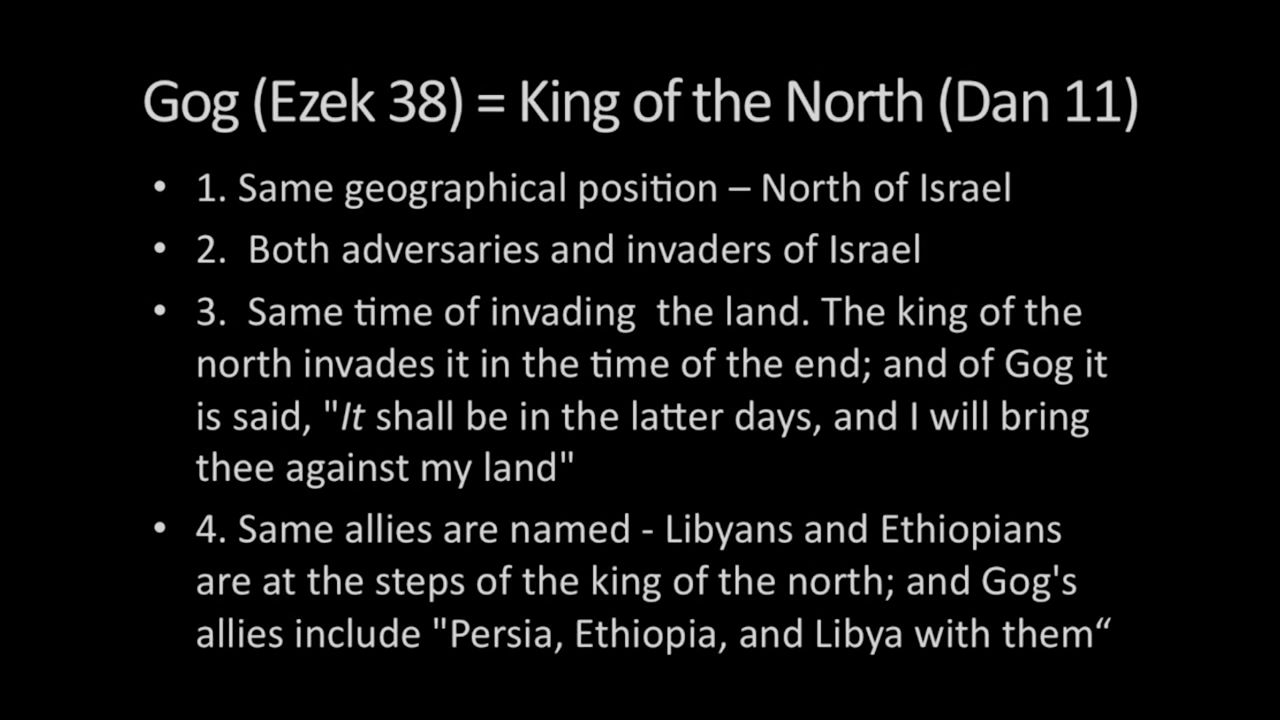 Gog (Ezek 38) = King of the North (Dan 11)
• 1. Same geographical position – North of Israel
• 2.  Both adversaries and invaders of Israel
• 3.  Same time of invading  the land. The king of the
north invades it in the time of the end; and of Gog it
is said, "It shall be in the latter days, and I will bring
thee against my land"
• 4. Same allies are named - Libyans and Ethiopians
are at the steps of the king of the north; and Gog's
allies include "Persia, Ethiopia, and Libya with them“